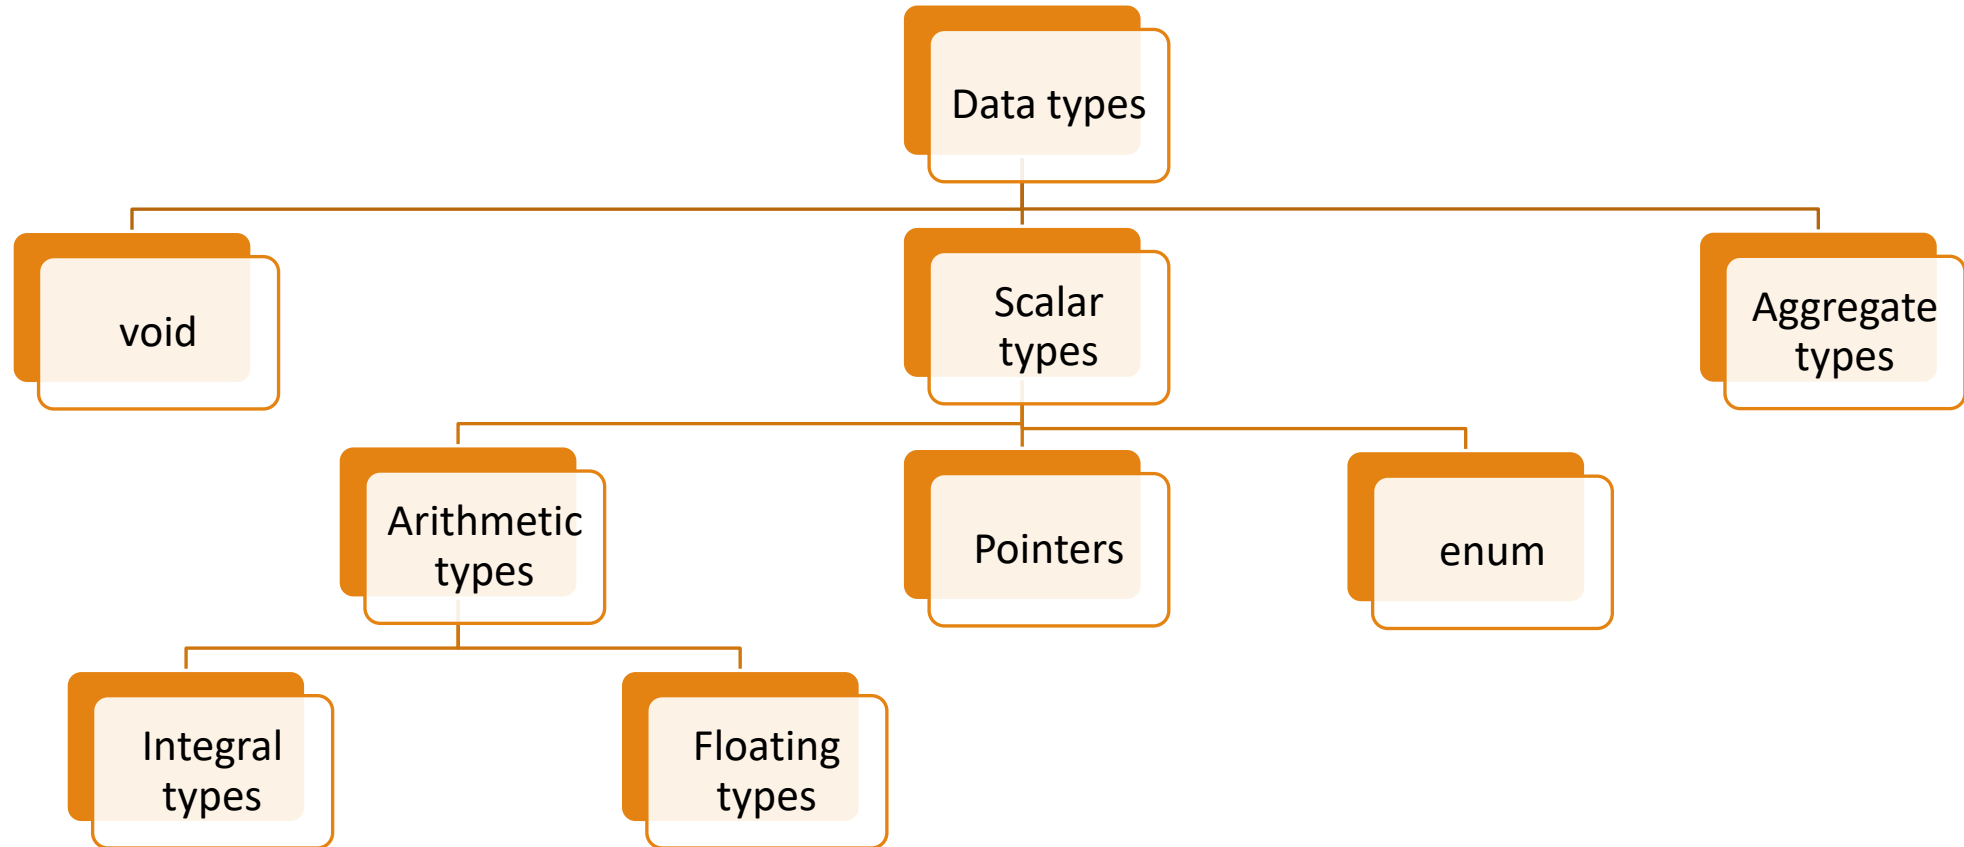 Data types
void
Scalar
types
Aggregate
types
Arithmetic
types
Pointers
enum
Integral
types
Floating
types